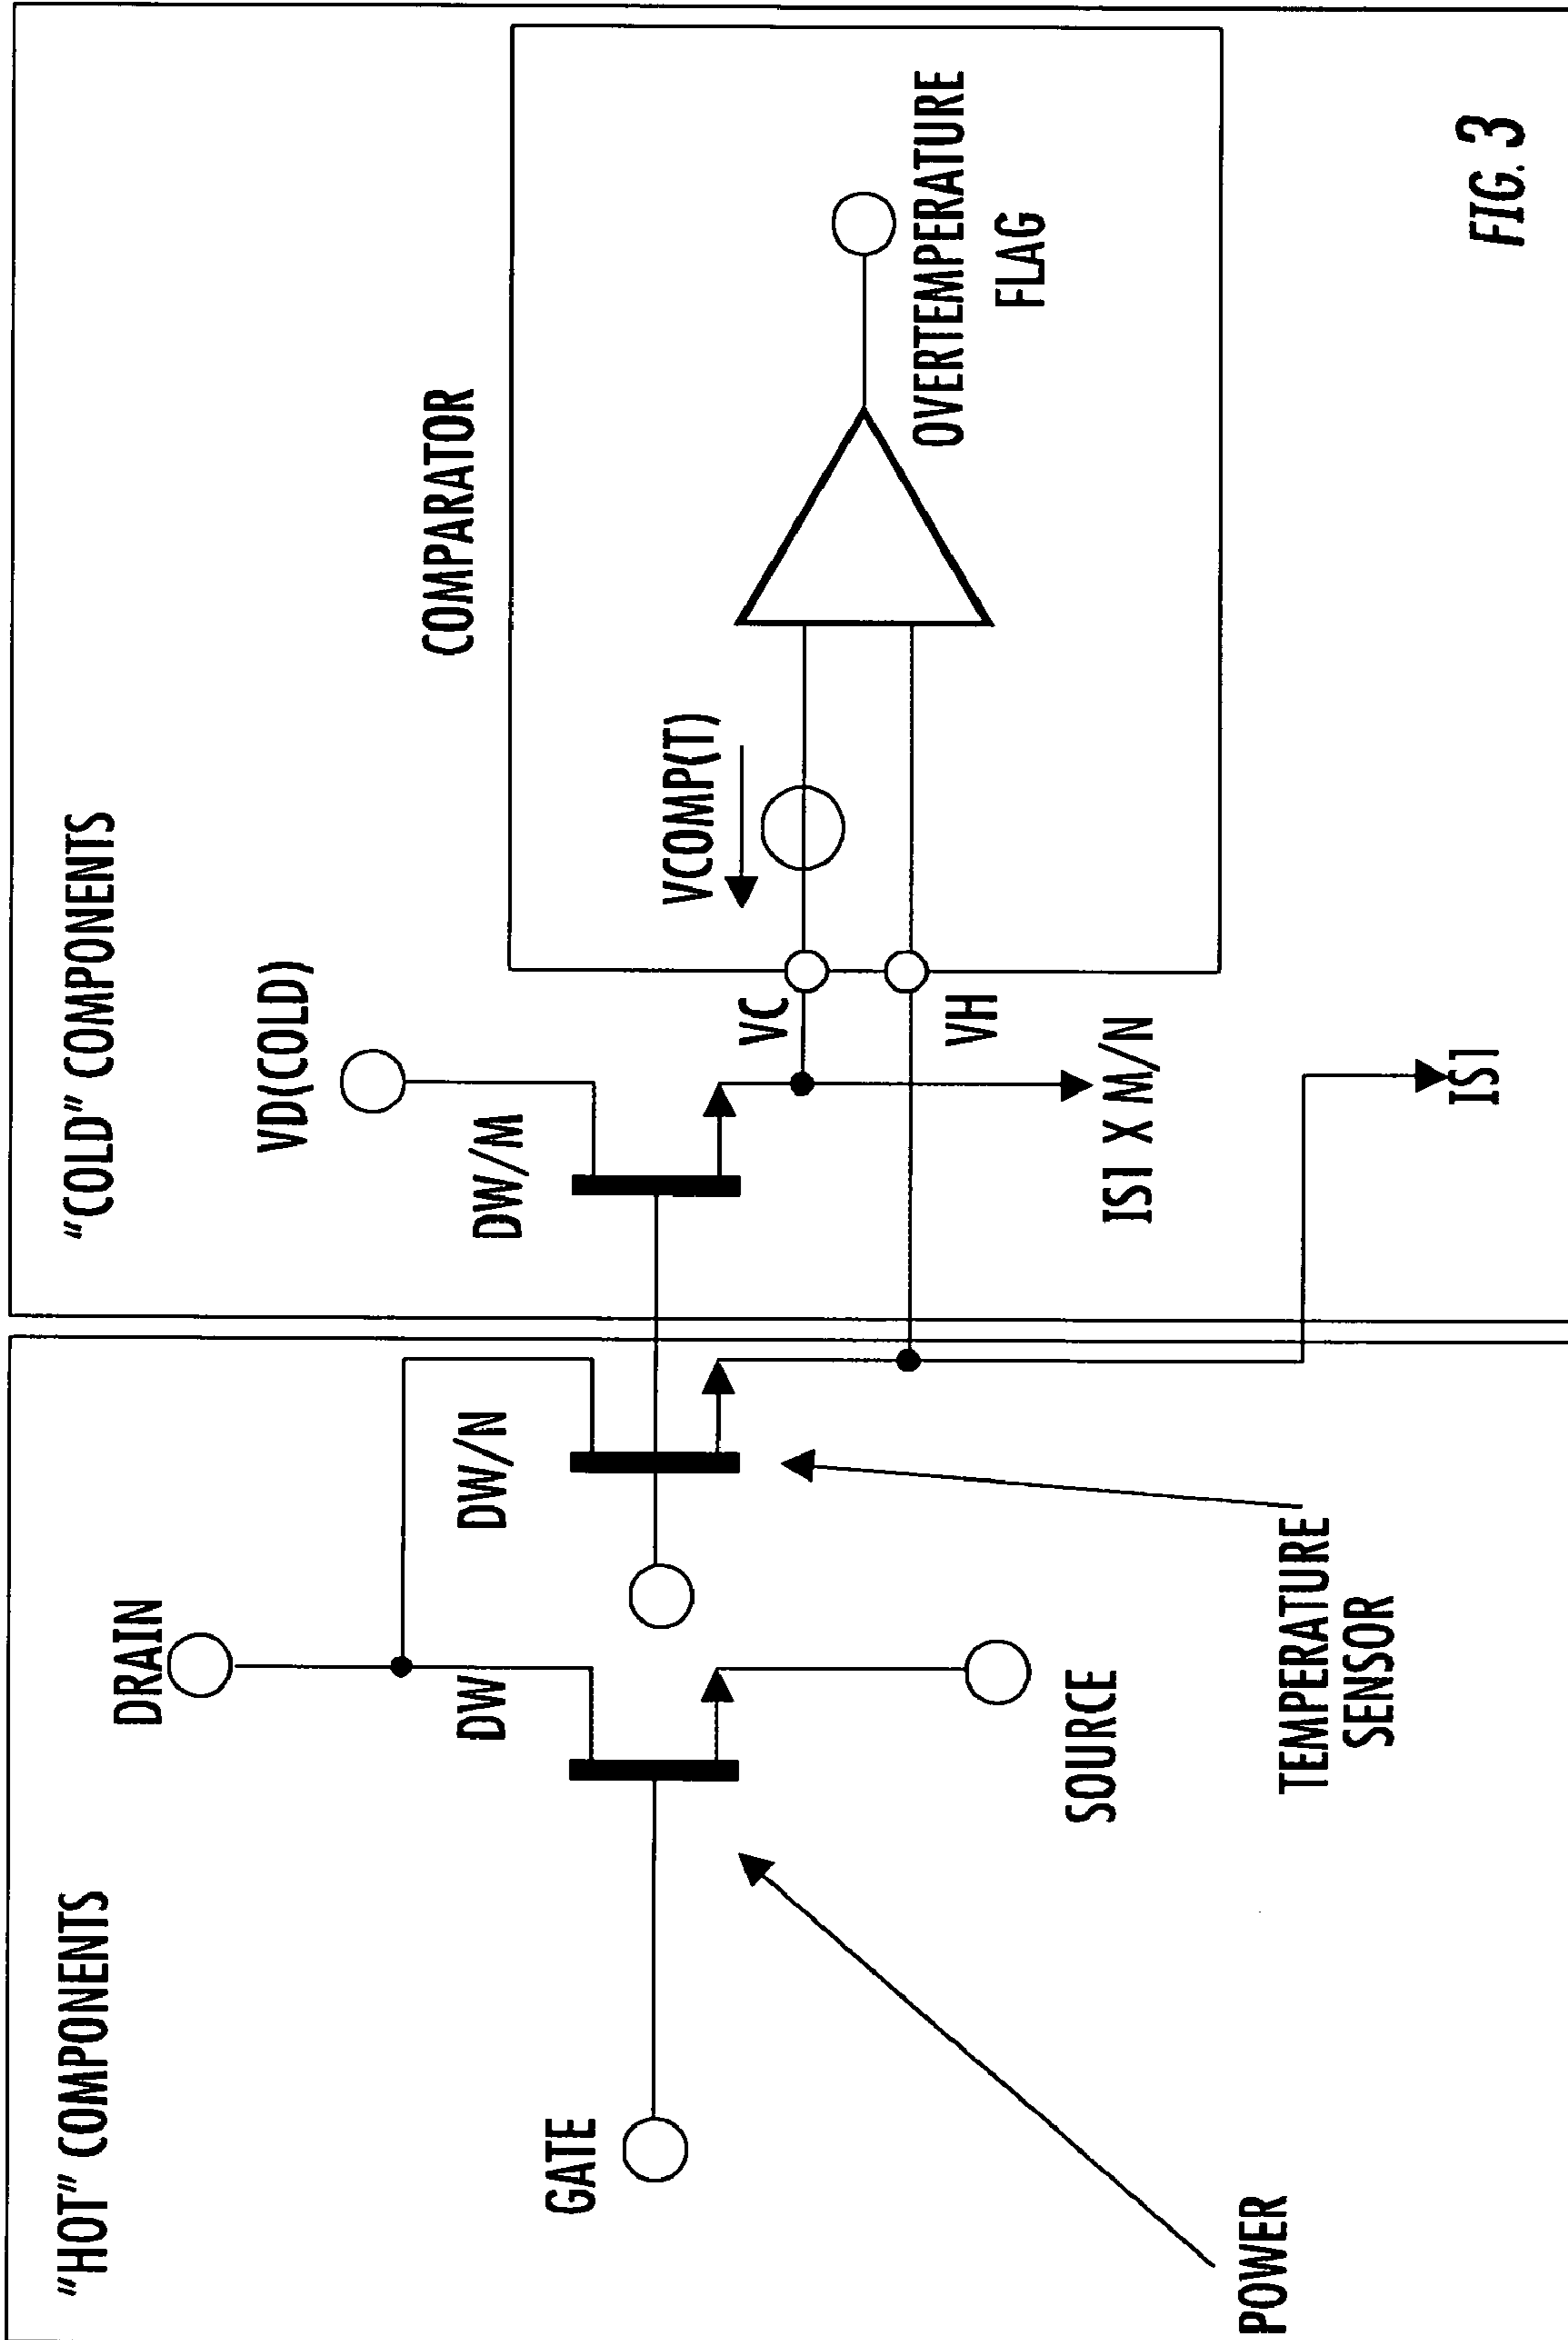 "HOT" COMPONENTS
DRAIN
DW
DW/N
GATE
SOURCE
POWER
TEMPERATURE
SENSOR
"COLD" COMPONENTS
VD(COLD)
DW/M
VC
VH
IS1 X M/N
IS1
COMPARATOR
VCOMP(T)
OVERTEMPERATURE
FLAG
FIG. 3